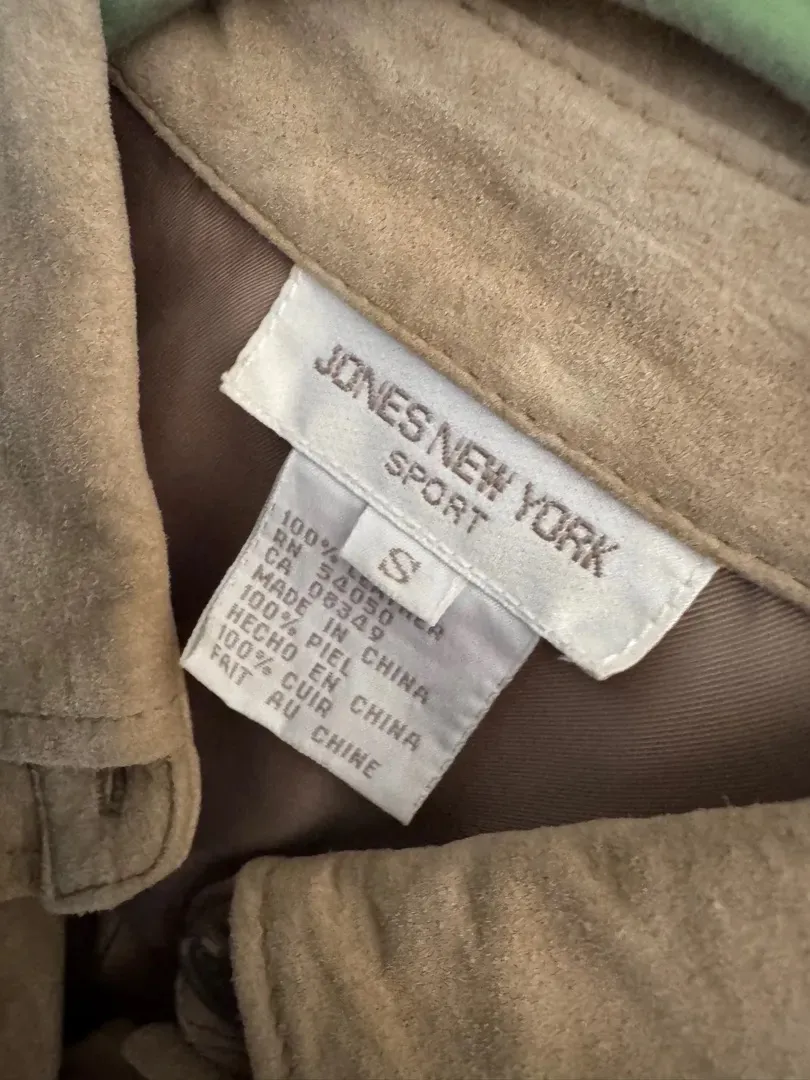 JONES NEW YORK
SPORT
S
100% LEATHER
RN 54050
CA 08349
MADE IN CHINA
100% PIEL
HECHO EN CHINA
100% CUIR
FAIT AU CHINE